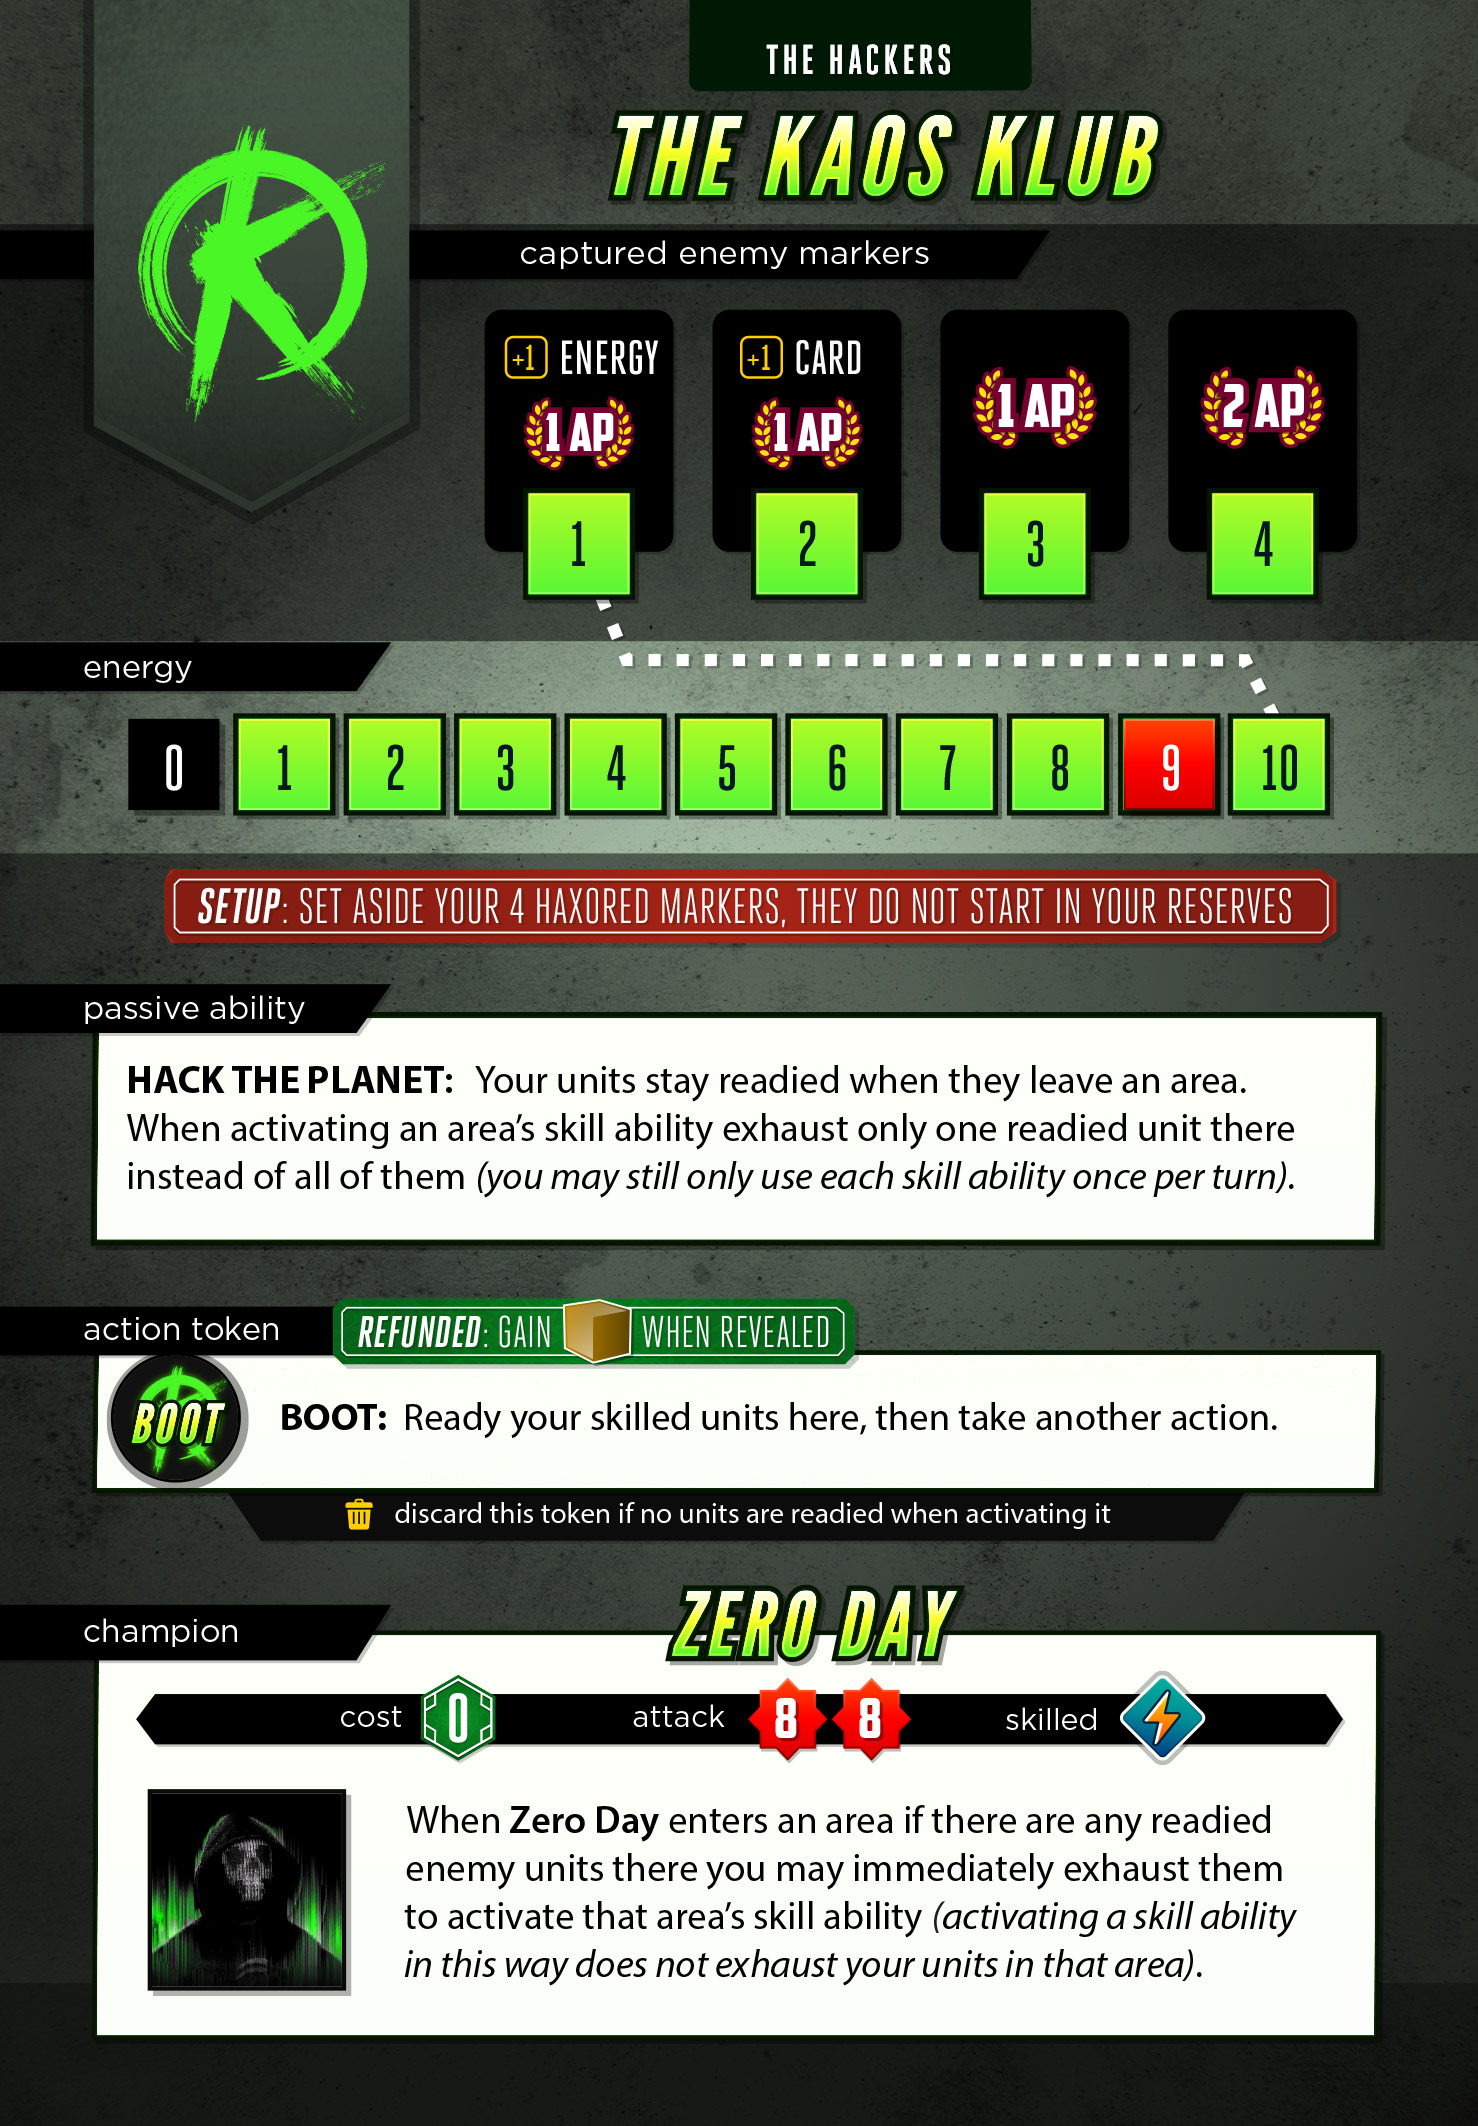 THE HACKERS
THE KAOS KLUB
captured enemy markers
+1 ENERGY
1 AP
1
+1 CARD
1 AP
2
1 AP
3
2 AP
4
energy
0 1 2 3 4 5 6 7 8 9 10
SETUP: SET ASIDE YOUR 4 HAXORED MARKERS, THEY DO NOT START IN YOUR RESERVES
passive ability
HACK THE PLANET: Your units stay readied when they leave an area.
When activating an area's skill ability exhaust only one readied unit there
instead of all of them (you may still only use each skill ability once per turn).
action token
REFUNDED: GAIN WHEN REVEALED
BOOT
BOOT: Ready your skilled units here, then take another action.
discard this token if no units are readied when activating it
ZERO DAY
champion
cost 0 attack 8 8 skilled
When Zero Day enters an area if there are any readied
enemy units there you may immediately exhaust them
to activate that area's skill ability (activating a skill ability
in this way does not exhaust your units in that area).